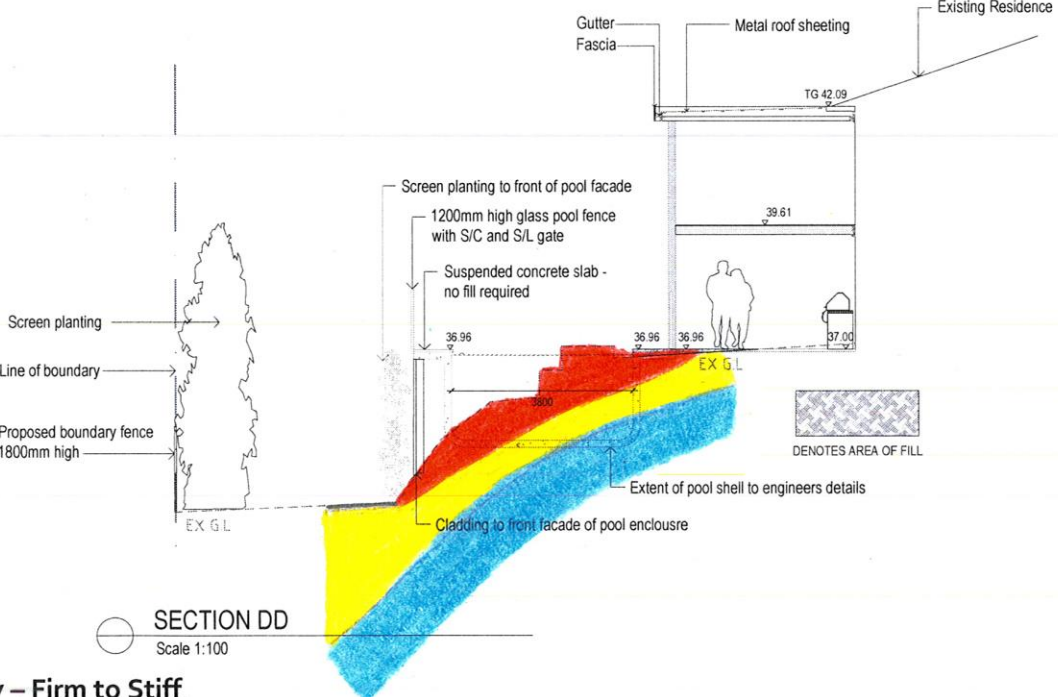 Existing Residence
Gutter
Metal roof sheeting
Fascia
TG 42.09
Screen planting to front of pool facade
1200mm high glass pool fence
with S/C and S/L gate
39.61
Suspended concrete slab -
no fill required
Screen planting
36.96
36.96
36.96
37.00
EX G.L
Line of boundary
3800
Proposed boundary fence
1800mm high
DENOTES AREA OF FILL
Extent of pool shell to engineers details
EX G.L
Cladding to front facade of pool enclousre
SECTION DD
Scale 1:100
– Firm to Stiff